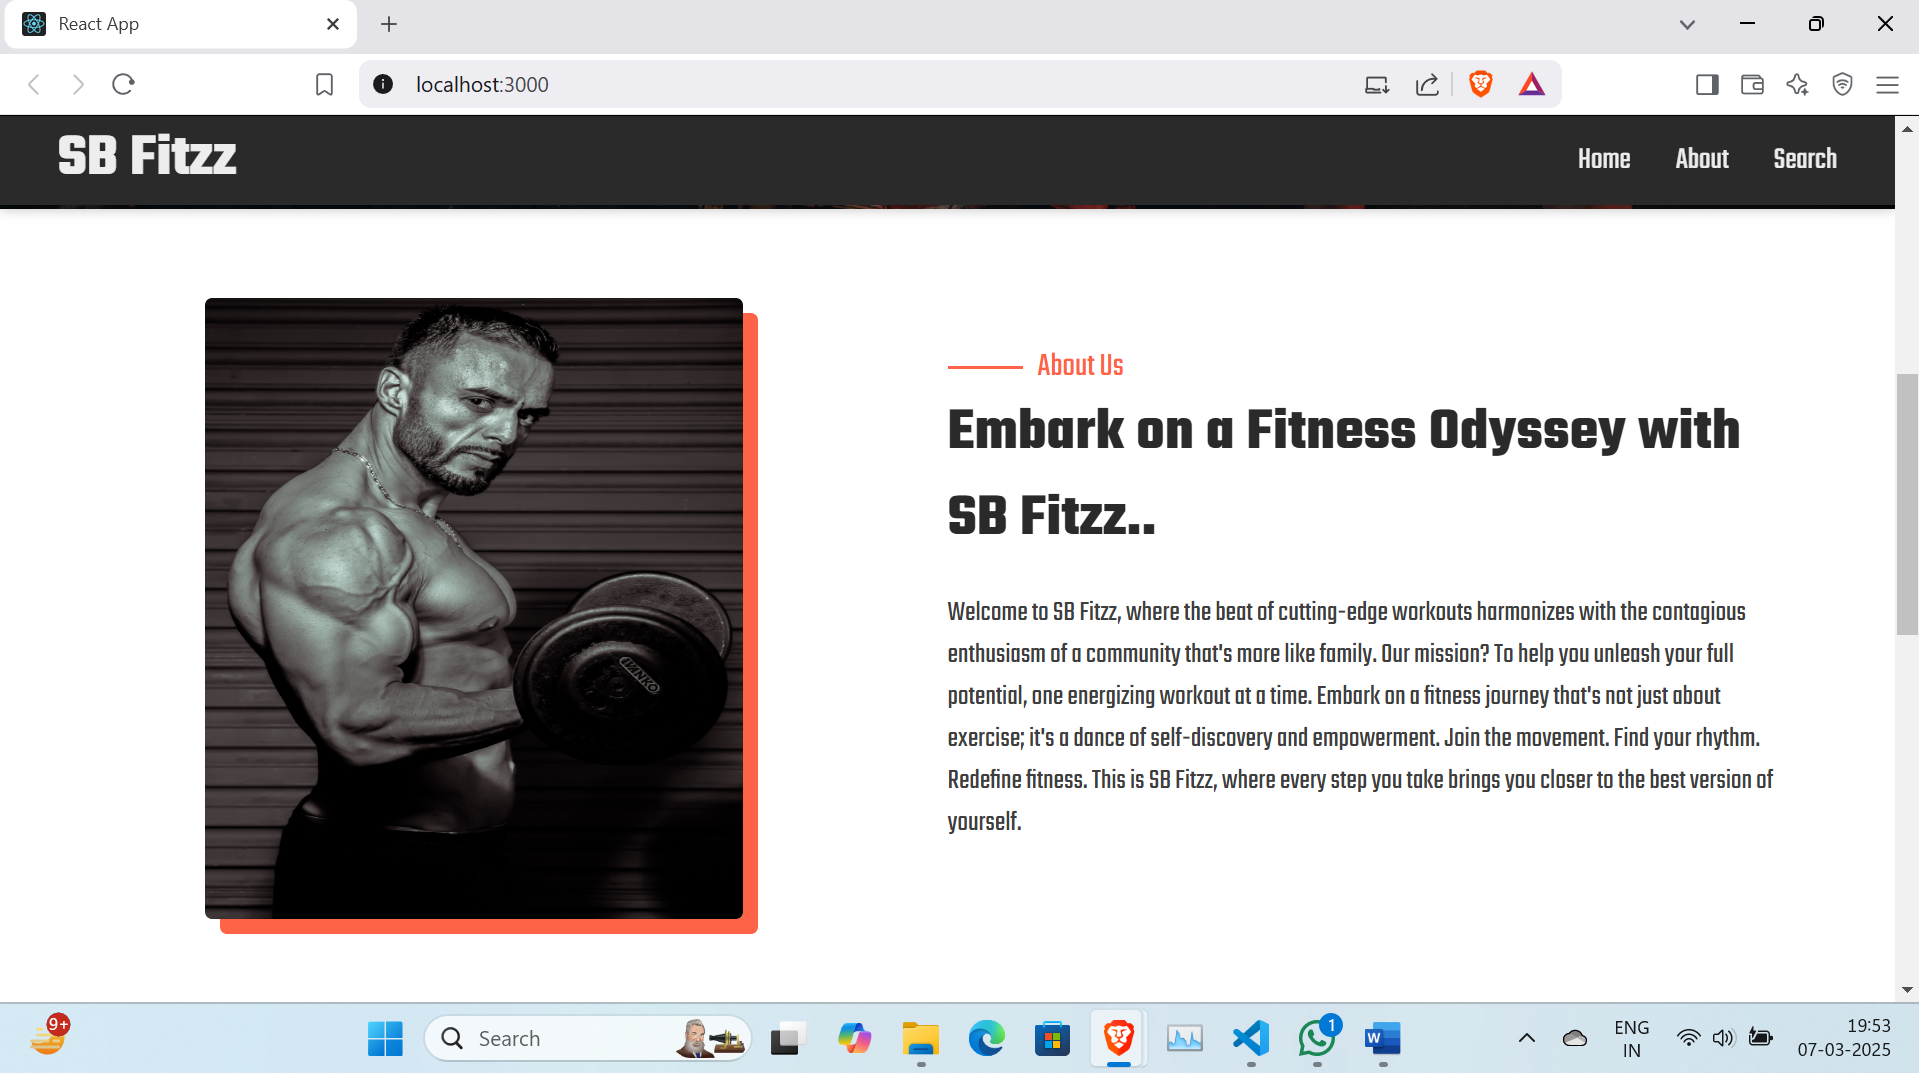 React App
localhost:3000
SB Fitzz
Home
About
Search
About Us
Embark on a Fitness Odyssey with
SB Fitzz..
Welcome to SB Fitzz, where the beat of cutting-edge workouts harmonizes with the contagious
enthusiasm of a community that's more like family. Our mission? To help you unleash your full
potential, one energizing workout at a time. Embark on a fitness journey that's not just about
exercise; it's a dance of self-discovery and empowerment. Join the movement. Find your rhythm.
Redefine fitness. This is SB Fitzz, where every step you take brings you closer to the best version of
yourself.
IVANKO
9+
Search
1
W
ENG
IN
19:53
07-03-2025